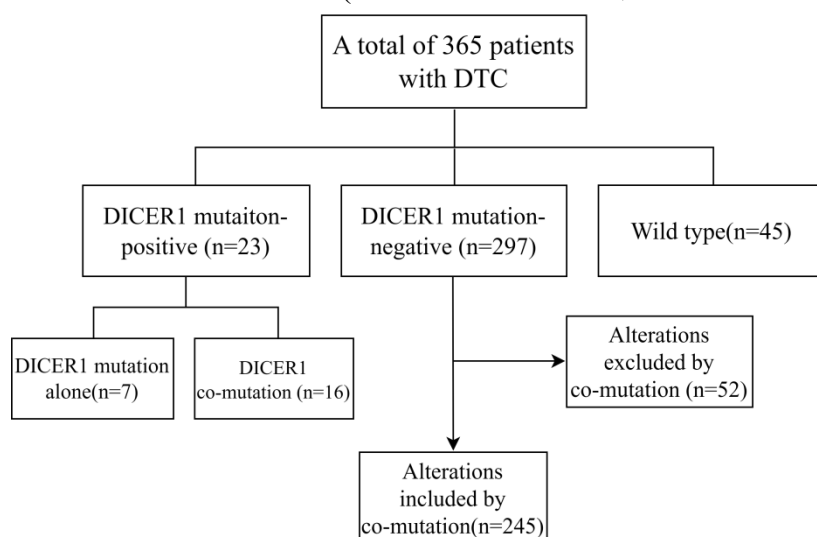 A total of 365 patients
with DTC
DICER1 mutaiton-
positive (n=23)
DICER1 mutation-
negative (n=297)
Wild type(n=45)
DICER1 mutation
alone(n=7)
DICER1
co-mutation (n=16)
Alterations
excluded by
co-mutation (n=52)
Alterations
included by
co-mutation(n=245)